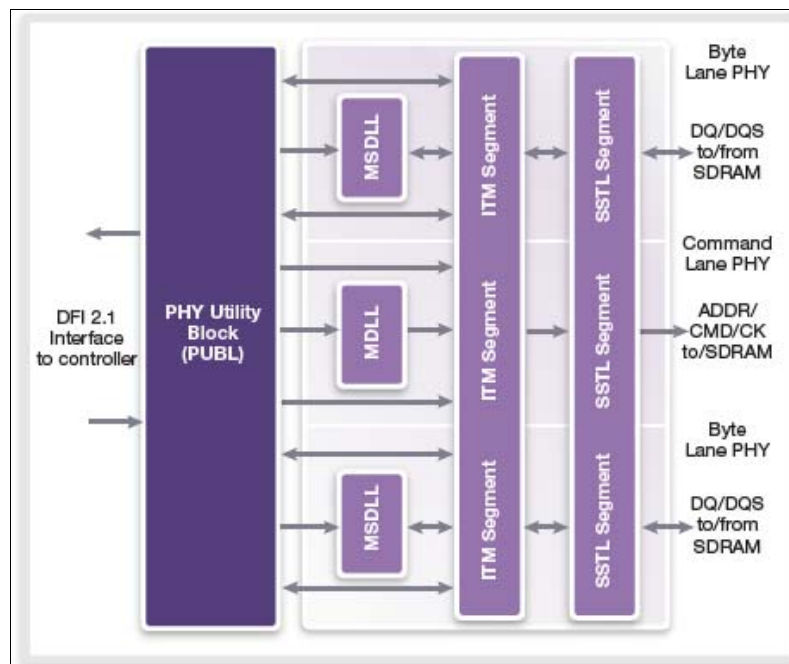 DFI 2.1
Interface
to controller
PHY Utility
Block
(PUBL)
MSDLL
ITM Segment
SSTL Segment
Byte
Lane PHY
DQ/DQS
to/from
SDRAM
MDLL
ITM Segment
SSTL Segment
Command
Lane PHY
ADDR/
CMD/CK
to/SDRAM
MSDLL
ITM Segment
SSTL Segment
Byte
Lane PHY
DQ/DQS
to/from
SDRAM